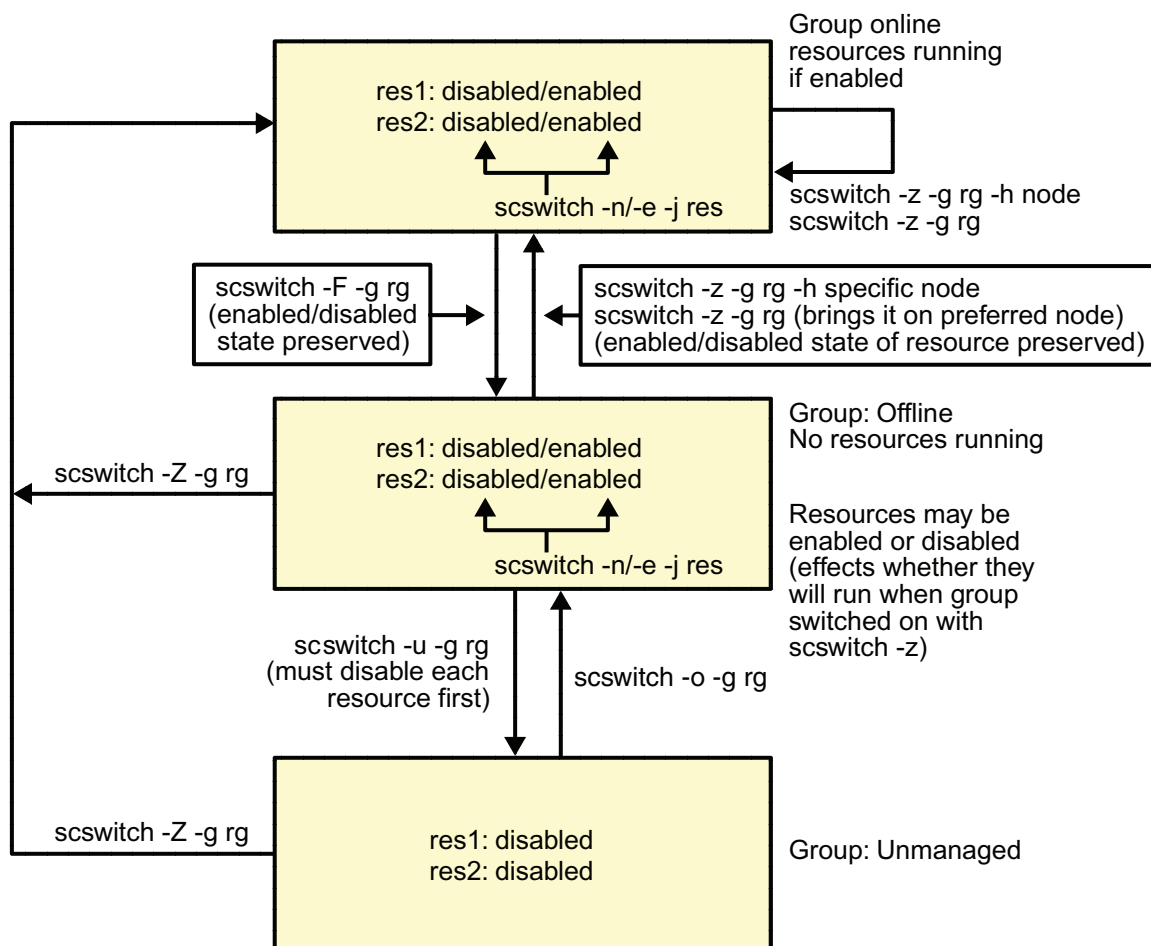 Group online
resources running
if enabled
res1: disabled/enabled
res2: disabled/enabled
scswitch -n/-e -j res
scswitch -z -g rg -h node
scswitch -z -g rg
scswitch -F -g rg
(enabled/disabled
state preserved)
scswitch -z -g rg -h specific node
scswitch -z -g rg (brings it on preferred node)
(enabled/disabled state of resource preserved)
Group: Offline
No resources running
res1: disabled/enabled
res2: disabled/enabled
scswitch -n/-e -j res
scswitch -Z -g rg
Resources may be
enabled or disabled
(effects whether they
will run when group
switched on with
scswitch -z)
scswitch -u -g rg
(must disable each
resource first)
scswitch -o -g rg
scswitch -Z -g rg
res1: disabled
res2: disabled
Group: Unmanaged